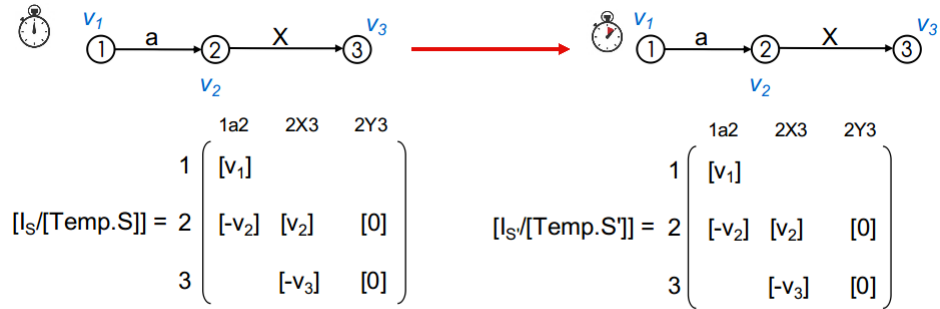 v1 v3 v1 v3
1 a 2 X 3 1 a 2 X 3
v2 v2
1a2 2X3 2Y3 1a2 2X3 2Y3
1 [v1] 1 [v1]
[IS/[Temp.S]] = 2 [-v2] [v2] [0] [IS'/[Temp.S']] = 2 [-v2] [v2] [0]
3 [-v3] [0] 3 [-v3] [0]